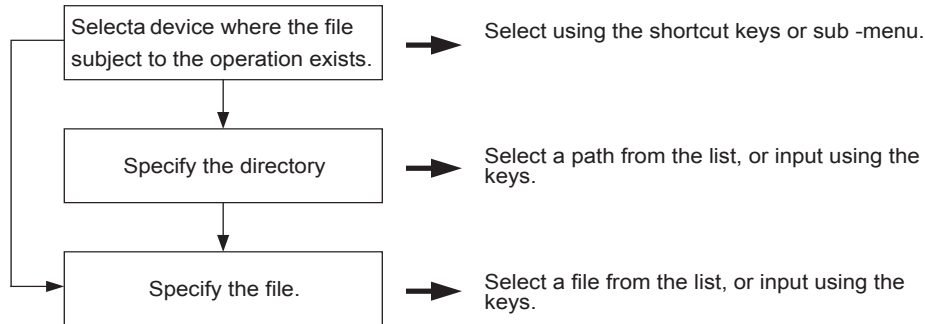 Selecta device where the file
subject to the operation exists.
Select using the shortcut keys or sub -menu.
Specify the directory
Select a path from the list, or input using the
keys.
Specify the file.
Select a file from the list, or input using the
keys.